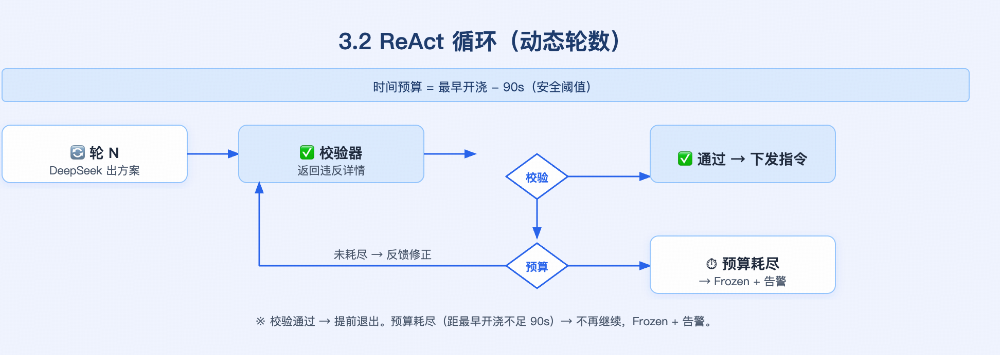 3.2 ReAct 循环（动态轮数）
时间预算 = 最早开浇 – 90s（安全阈值）
🔄 轮 N
DeepSeek 出方案
✅ 校验器
返回违反详情
校验
✅ 通过 → 下发指令
未耗尽 → 反馈修正
预算
⏱ 预算耗尽
→ Frozen + 告警
※ 校验通过 → 提前退出。预算耗尽（距最早开浇不足 90s）→ 不再继续，Frozen + 告警。